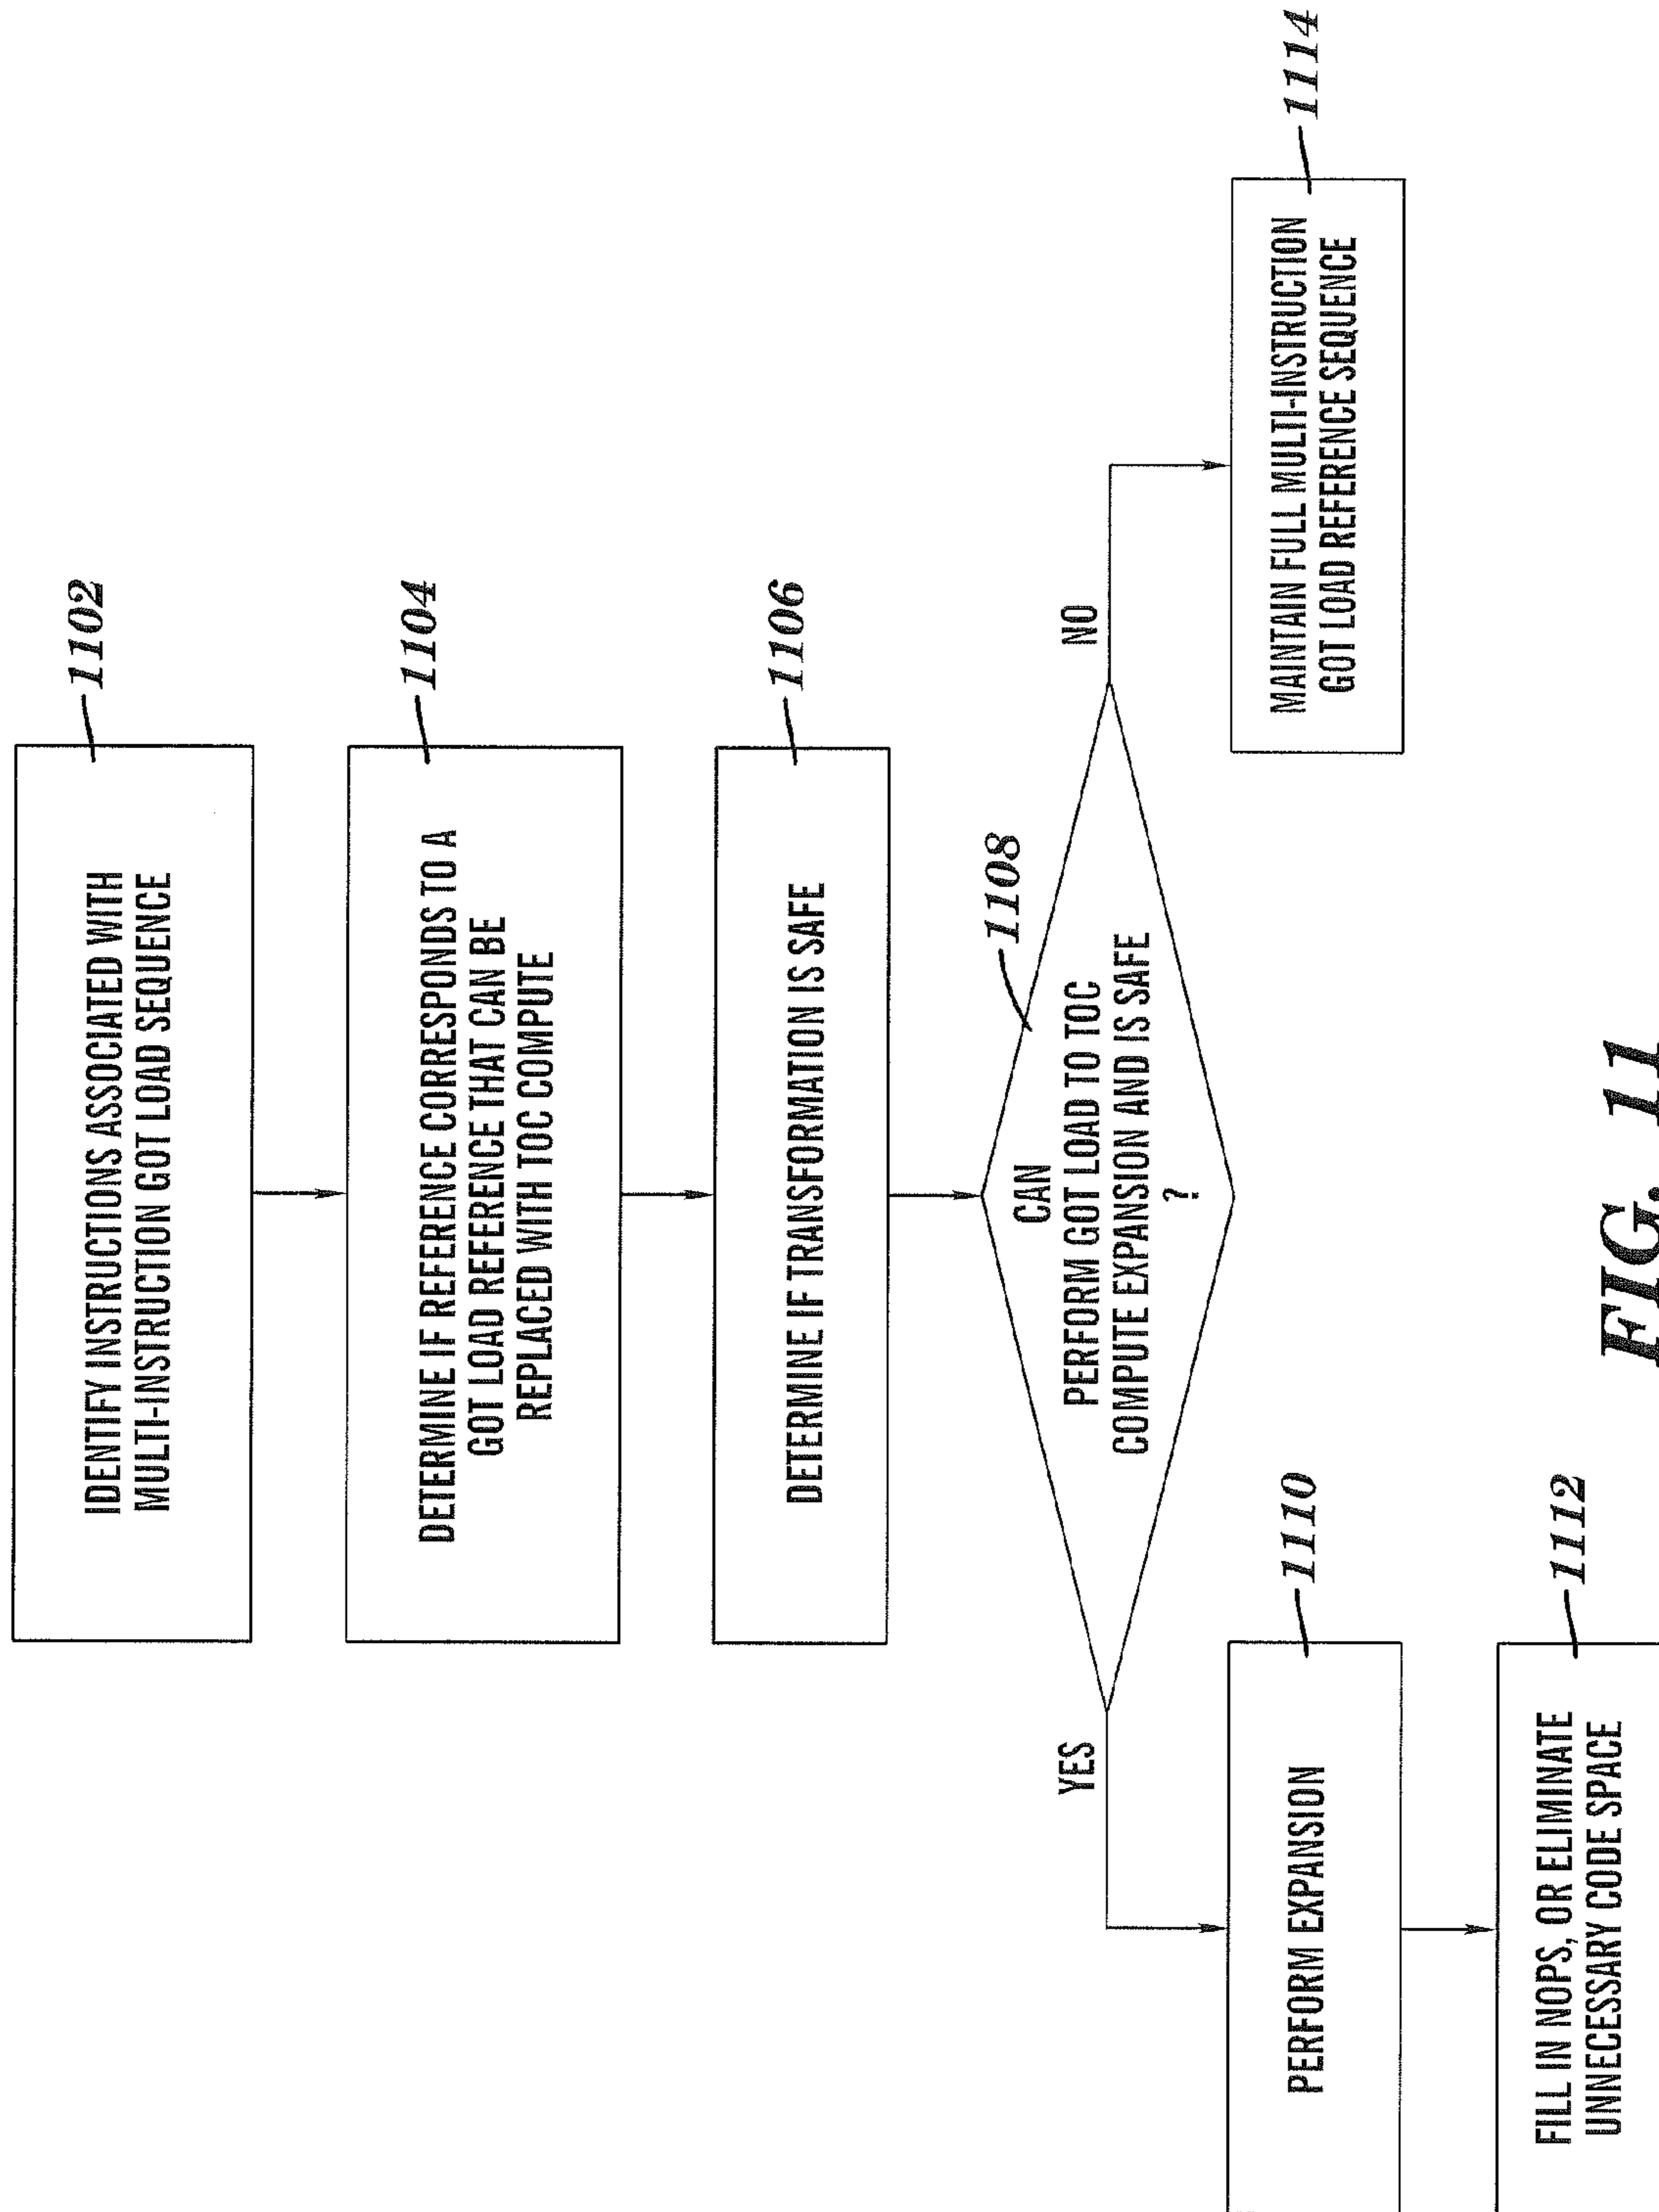 IDENTIFY INSTRUCTIONS ASSOCIATED WITH
MULTI-INSTRUCTION GOT LOAD SEQUENCE
1102
DETERMINE IF REFERENCE CORRESPONDS TO A
GOT LOAD REFERENCE THAT CAN BE
REPLACED WITH TOC COMPUTE
1104
DETERMINE IF TRANSFORMATION IS SAFE
1106
1108
CAN
PERFORM GOT LOAD TO TOC
COMPUTE EXPANSION AND IS SAFE
?
YES
NO
PERFORM EXPANSION
1110
MAINTAIN FULL MULTI-INSTRUCTION
GOT LOAD REFERENCE SEQUENCE
1114
FILL IN NOPS, OR ELIMINATE
UNNECESSARY CODE SPACE
1112
FIG. 11